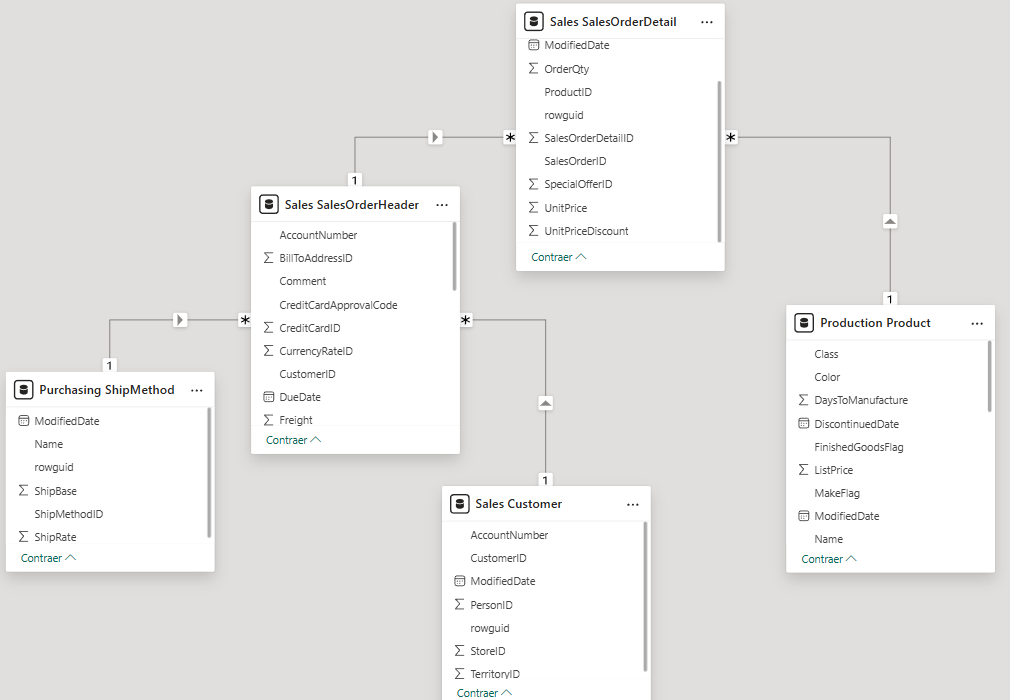 Sales SalesOrderDetail
ModifiedDate
OrderQty
ProductID
rowguid
SalesOrderDetailID
SalesOrderID
SpecialOfferID
UnitPrice
UnitPriceDiscount
Contraer
*
*
1
1
Sales SalesOrderHeader
AccountNumber
BillToAddressID
Comment
CreditCardApprovalCode
CreditCardID
CurrencyRateID
CustomerID
DueDate
Freight
Contraer
*
*
1
1
Purchasing ShipMethod
ModifiedDate
Name
rowguid
ShipBase
ShipMethodID
ShipRate
Contraer
Production Product
Class
Color
DaysToManufacture
DiscontinuedDate
FinishedGoodsFlag
ListPrice
MakeFlag
ModifiedDate
Name
Contraer
Sales Customer
AccountNumber
CustomerID
ModifiedDate
PersonID
rowguid
StoreID
TerritoryID
Contraer